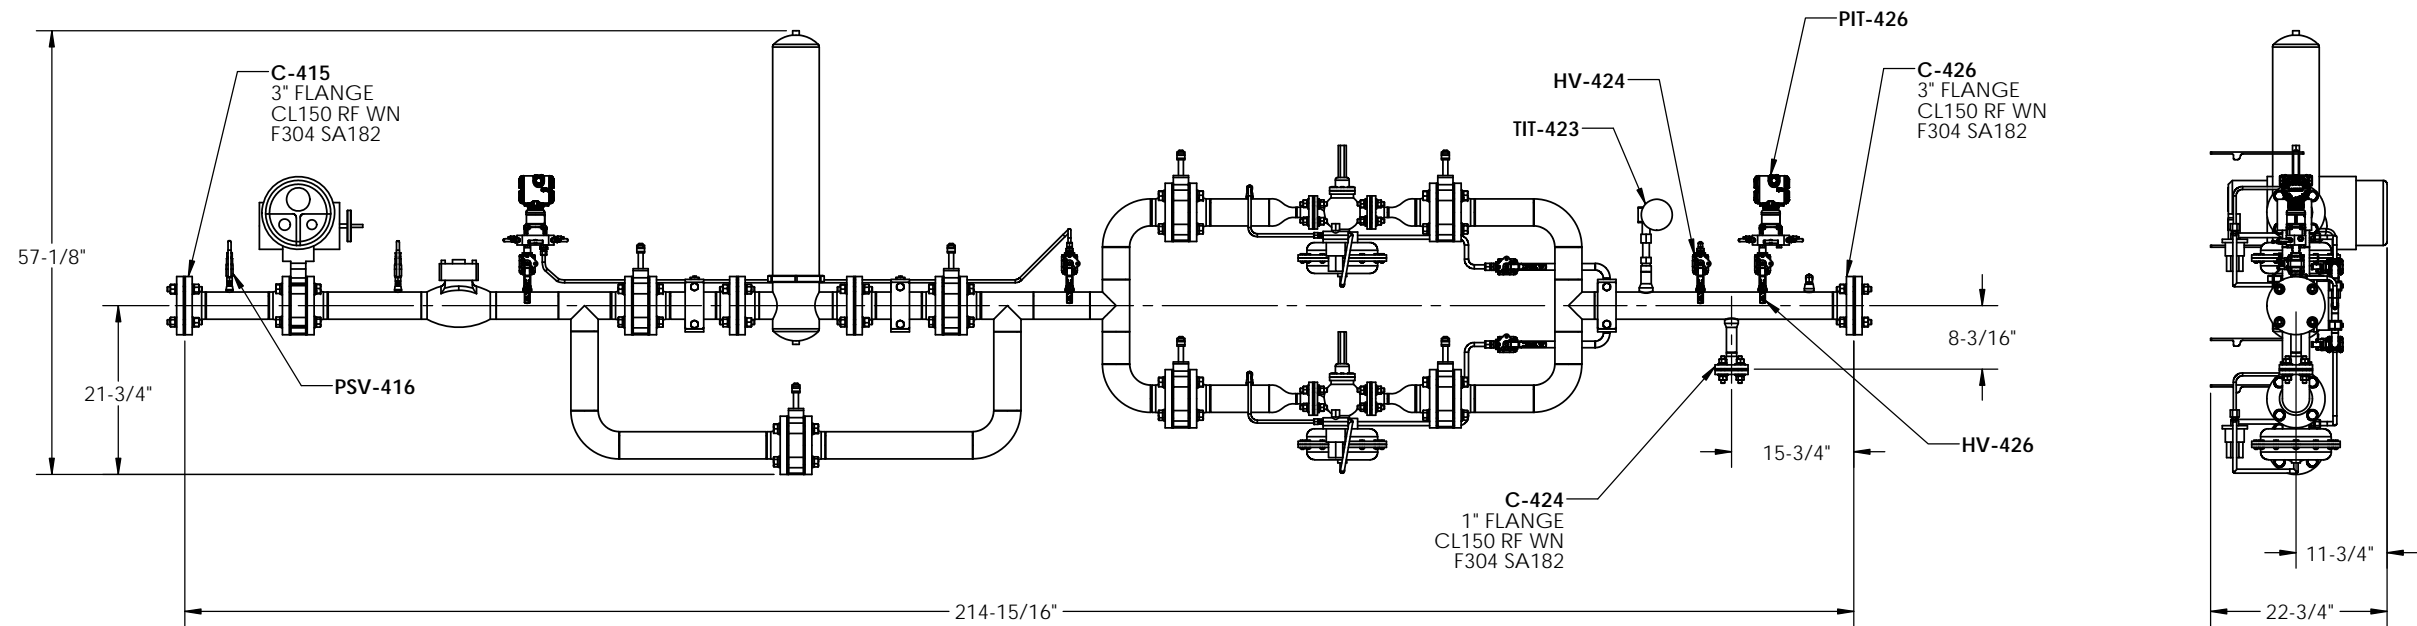 PIT-426
C-415
3" FLANGE
CL150 RF WN
F304 SA182
HV-424
C-426
3" FLANGE
CL150 RF WN
F304 SA182
TIT-423
57-1/8"
8-3/16"
21-3/4"
PSV-416
15-3/4"
HV-426
C-424
1" FLANGE
CL150 RF WN
F304 SA182
11-3/4"
214-15/16"
22-3/4"